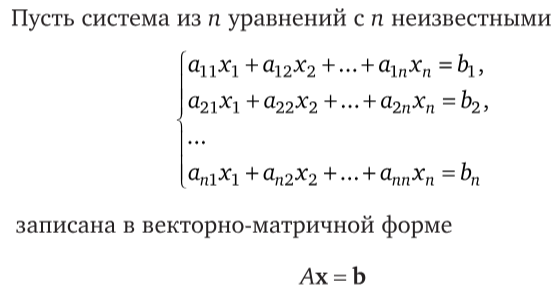 Пусть система из n уравнений с n неизвестными
a₁₁x₁ + a₁₂x₂ + ... + a₁ₙxₙ = b₁,
a₂₁x₁ + a₂₂x₂ + ... + a₂ₙxₙ = b₂,
...
aₙ₁x₁ + aₙ₂x₂ + ... + aₙₙxₙ = bₙ
записана в векторно-матричной форме
Ax = b